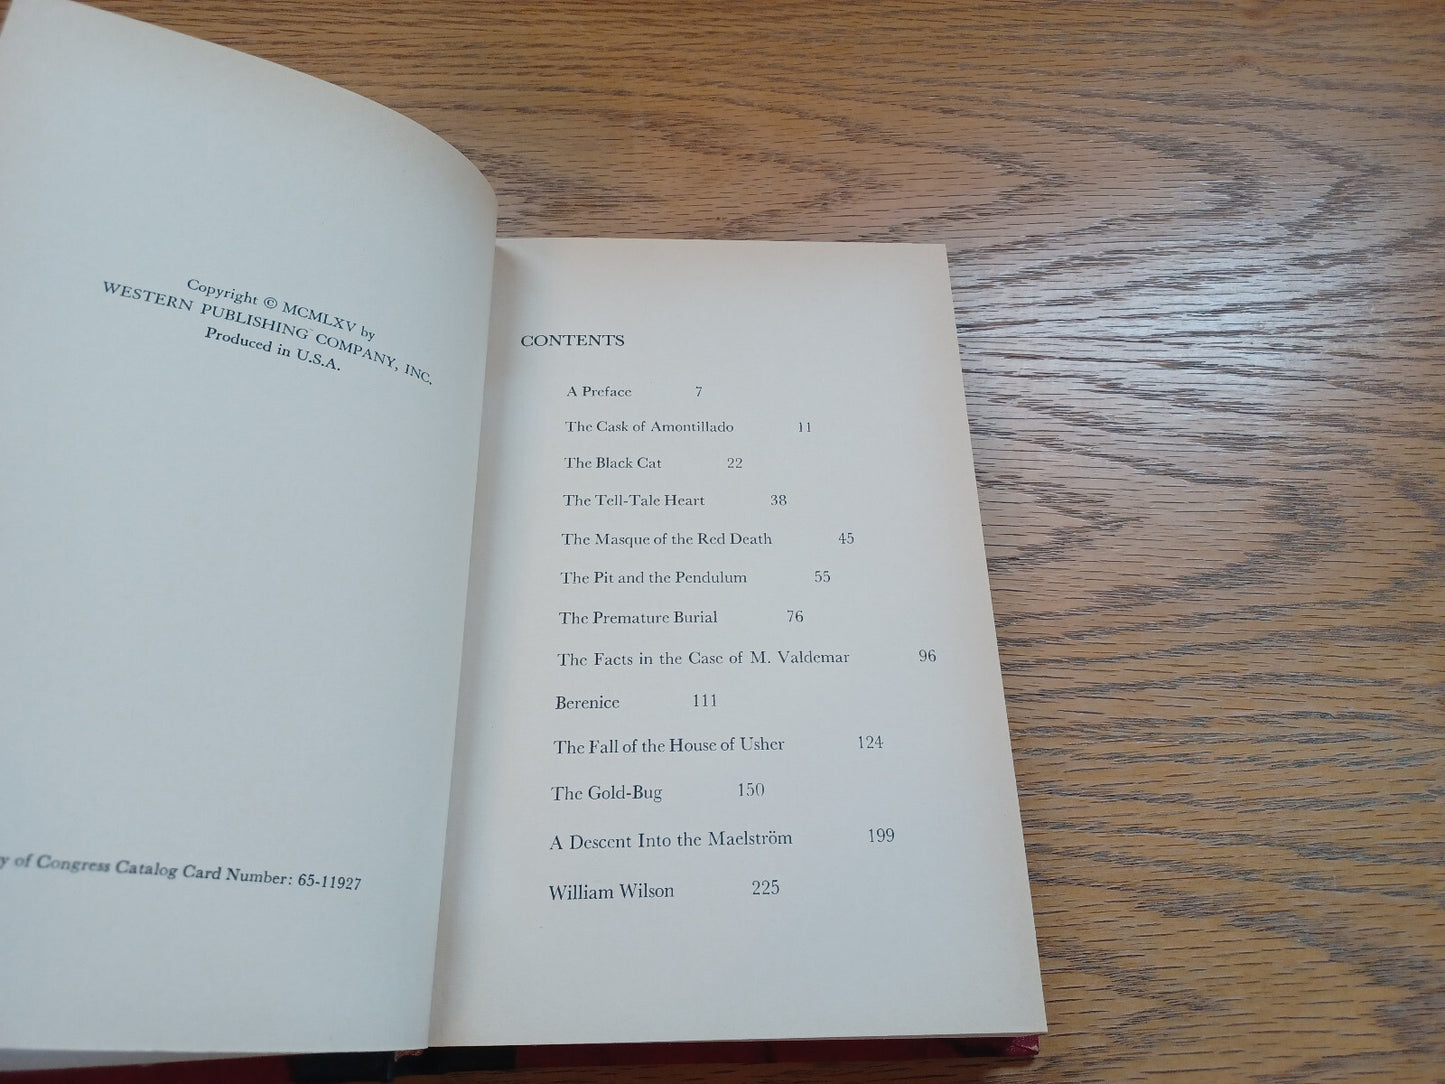 Copyright © MCMLXV by
WESTERN PUBLISHING COMPANY, INC.
Produced in U.S.A.
of Congress Catalog Card Number: 65-11927
CONTENTS
A Preface 7
The Cask of Amontillado 11
The Black Cat 22
The Tell-Tale Heart 38
The Masque of the Red Death 45
The Pit and the Pendulum 55
The Premature Burial 76
The Facts in the Case of M. Valdemar 96
Berenice 111
The Fall of the House of Usher 124
The Gold-Bug 150
A Descent Into the Maelström 199
William Wilson 225